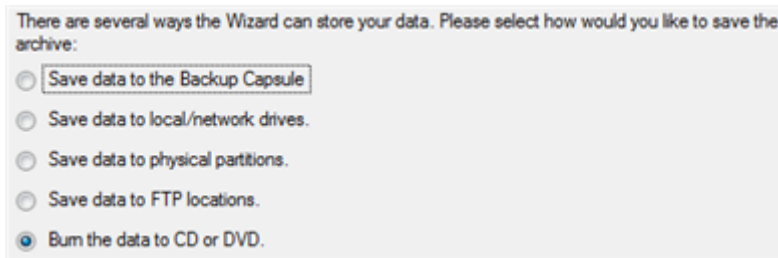 There are several ways the Wizard can store your data. Please select how would you like to save the
archive:
Save data to the Backup Capsule
Save data to local/network drives.
Save data to physical partitions.
Save data to FTP locations.
Burn the data to CD or DVD.